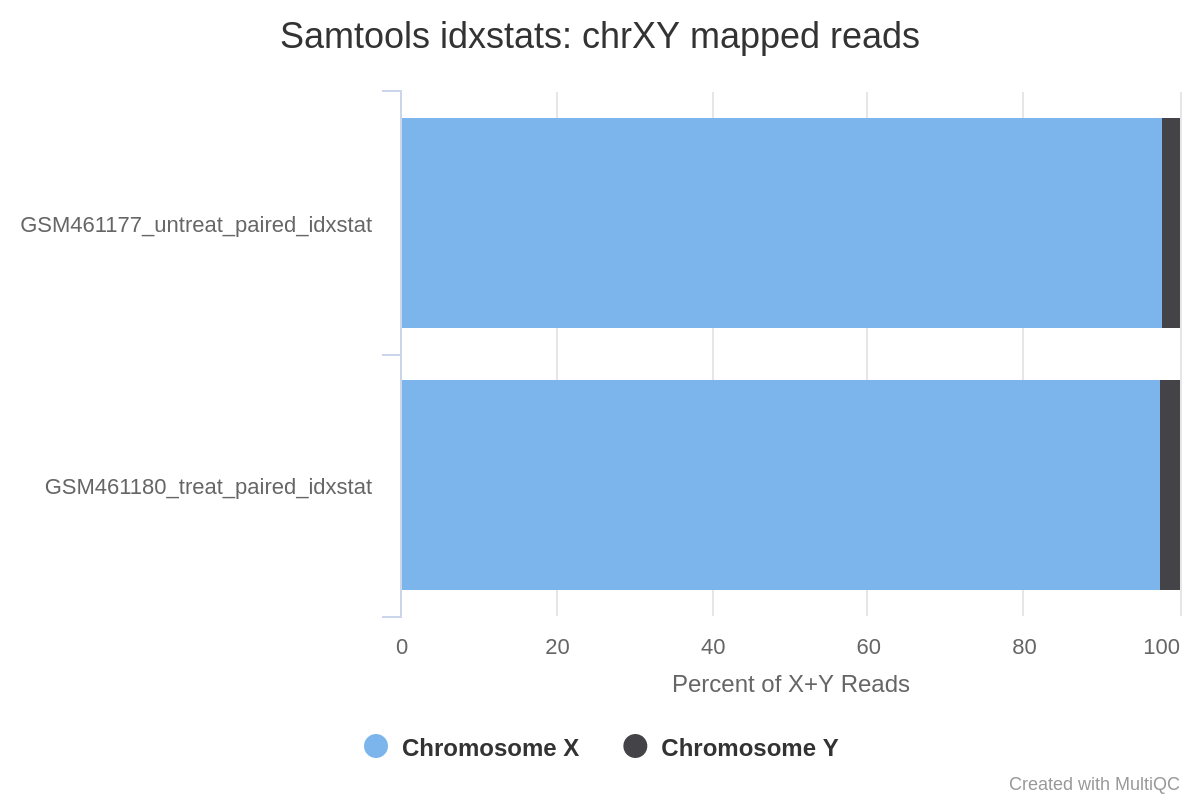 Samtools idxstats: chrXY mapped reads
GSM461177_untreat_paired_idxstat
GSM461180_treat_paired_idxstat
0 20 40 60 80 100
Percent of X+Y Reads
Chromosome X Chromosome Y
Created with MultiQC